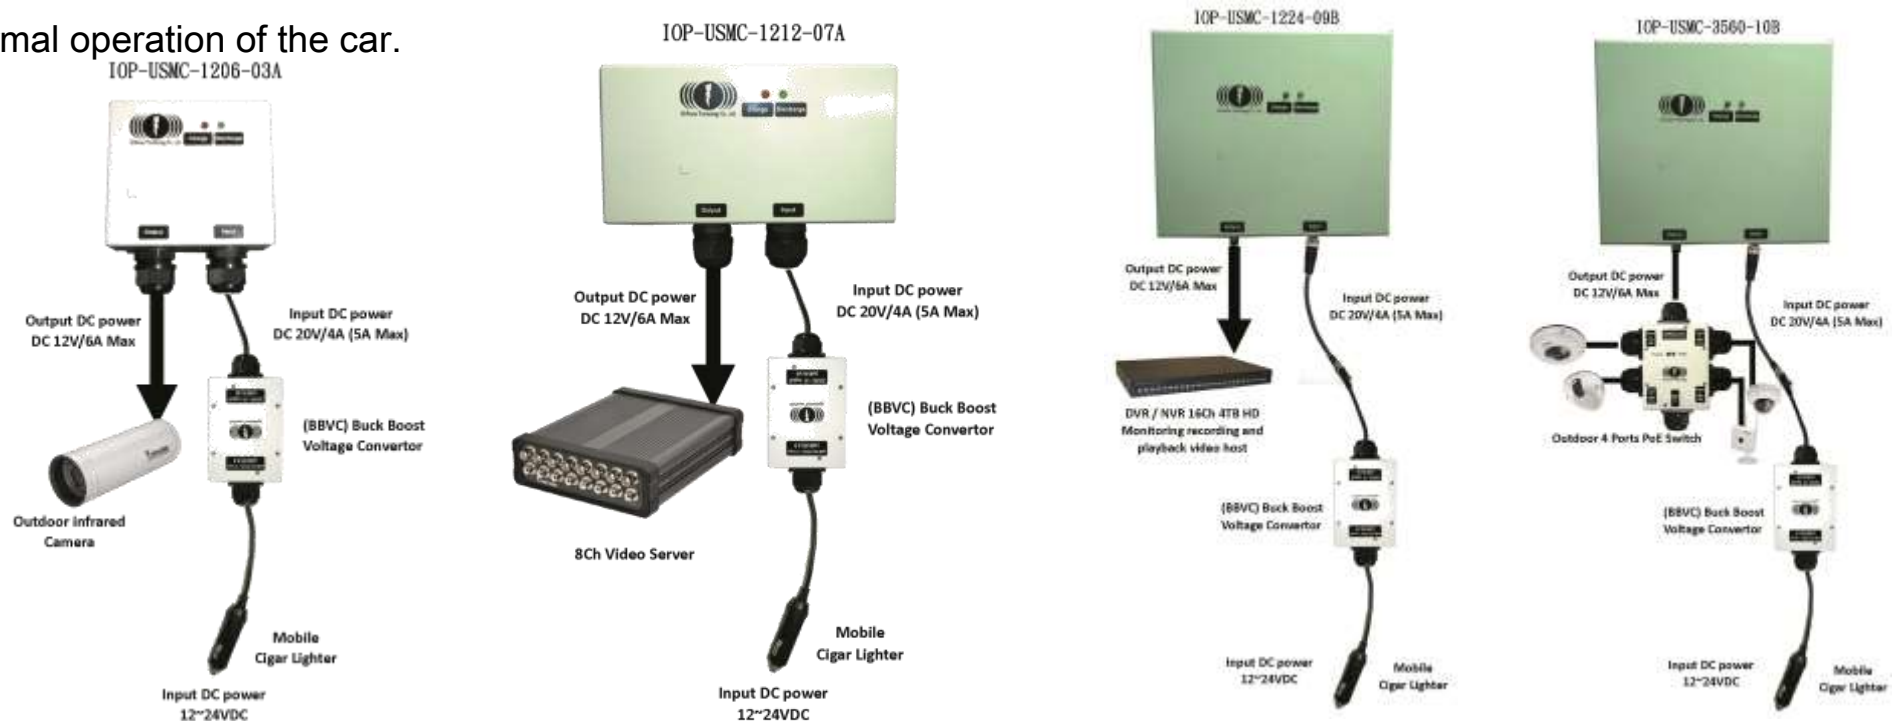 mal operation of the car.
IOP-USMC-1206-03A
Output DC power
DC 12V/6A Max
Input DC power
DC 20V/4A (5A Max)
(BBVC) Buck Boost
Voltage Convertor
Outdoor infrared
Camera
Mobile
Cigar Lighter
Input DC power
12~24VDC
IOP-USMC-1212-07A
Charge
Discharge
Output
Input
Output DC power
DC 12V/6A Max
Input DC power
DC 20V/4A (5A Max)
(BBVC) Buck Boost
Voltage Convertor
8Ch Video Server
Mobile
Cigar Lighter
Input DC power
12~24VDC
IOP-USMC-1224-09B
Output DC power
DC 12V/6A Max
Input DC power
DC 20V/4A (5A Max)
DVR / NVR 16Ch 4TB HD
Monitoring recording and
playback video host
(BBVC) Buck Boost
Voltage Convertor
Input DC power
12~24VDC
Mobile
Cigar Lighter
IOP-USMC-3560-10B
Output DC power
DC 12V/6A Max
Input DC power
DC 20V/4A (5A Max)
Outdoor 4 Ports PoE Switch
(BBVC) Buck Boost
Voltage Convertor
Input DC power
12~24VDC
Mobile
Cigar Lighter